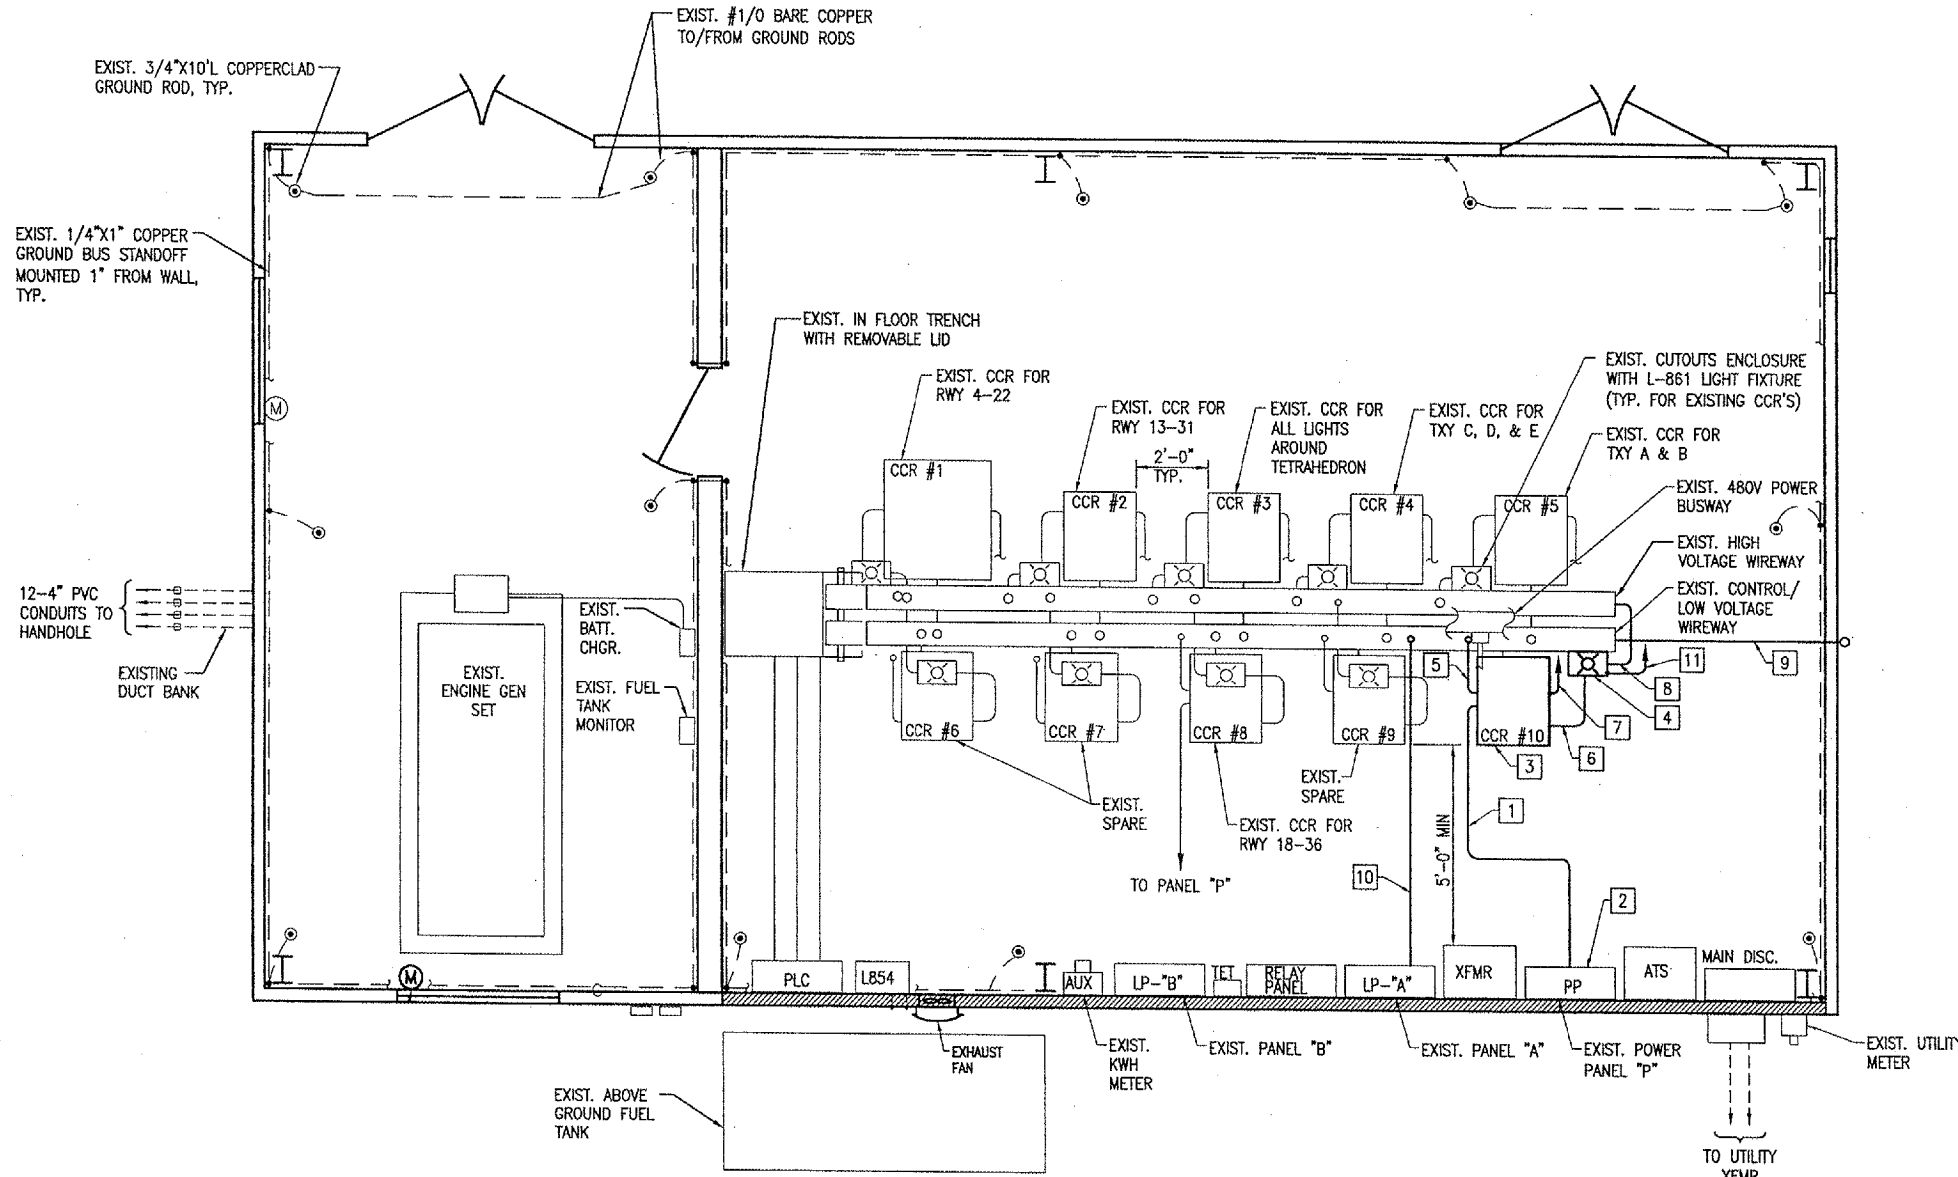 EXIST. #1/0 BARE COPPER
TO/FROM GROUND RODS
EXIST. 3/4"X10'L COPPERCLAD
GROUND ROD, TYP.
EXIST. 1/4"X1" COPPER
GROUND BUS STANDOFF
MOUNTED 1" FROM WALL,
TYP.
EXIST. IN FLOOR TRENCH
WITH REMOVABLE LID
EXIST. CCR FOR
RWY 4-22
EXIST. CCR FOR
RWY 13-31
EXIST. CCR FOR
ALL LIGHTS
AROUND
TETRAHEDRON
EXIST. CCR FOR
TXY C, D, & E
EXIST. CUTOUTS ENCLOSURE
WITH L-861 LIGHT FIXTURE
(TYP. FOR EXISTING CCR'S)
EXIST. CCR FOR
TXY A & B
EXIST. 480V POWER
BUSWAY
EXIST. HIGH
VOLTAGE WIREWAY
EXIST. CONTROL/
LOW VOLTAGE
WIREWAY
M
2'-0"
TYP.
CCR #1
CCR #2
CCR #3
CCR #4
CCR #5
12-4" PVC
CONDUITS TO
HANDHOLE
EXISTING
DUCT BANK
EXIST.
BATT.
CHGR.
EXIST.
ENGINE GEN
SET
EXIST. FUEL
TANK
MONITOR
CCR #6
CCR #7
CCR #8
CCR #9
CCR #10
5
11
9
8
4
7
6
3
1
10
2
EXIST.
SPARE
EXIST.
SPARE
EXIST. CCR FOR
RWY 18-36
5'-0" MIN
TO PANEL "P"
M
PLC
L854
AUX
LP-"B"
TET
RELAY
PANEL
LP-"A"
XFMR
PP
ATS
MAIN DISC.
EXHAUST
FAN
EXIST.
KWH
METER
EXIST. PANEL "B"
EXIST. PANEL "A"
EXIST. POWER
PANEL "P"
EXIST. UTILIT
METER
EXIST. ABOVE
GROUND FUEL
TANK
TO UTILITY
XFMR